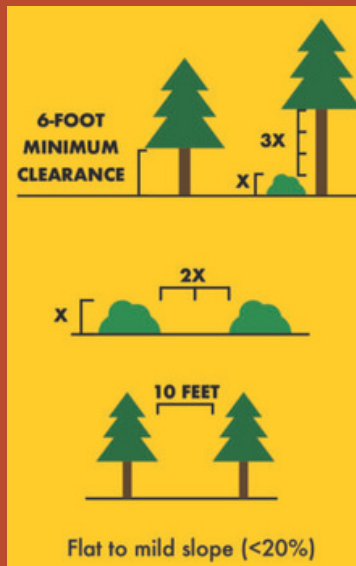 6-FOOT
MINIMUM
CLEARANCE
3X
X
2X
X
10 FEET
Flat to mild slope (<20%)